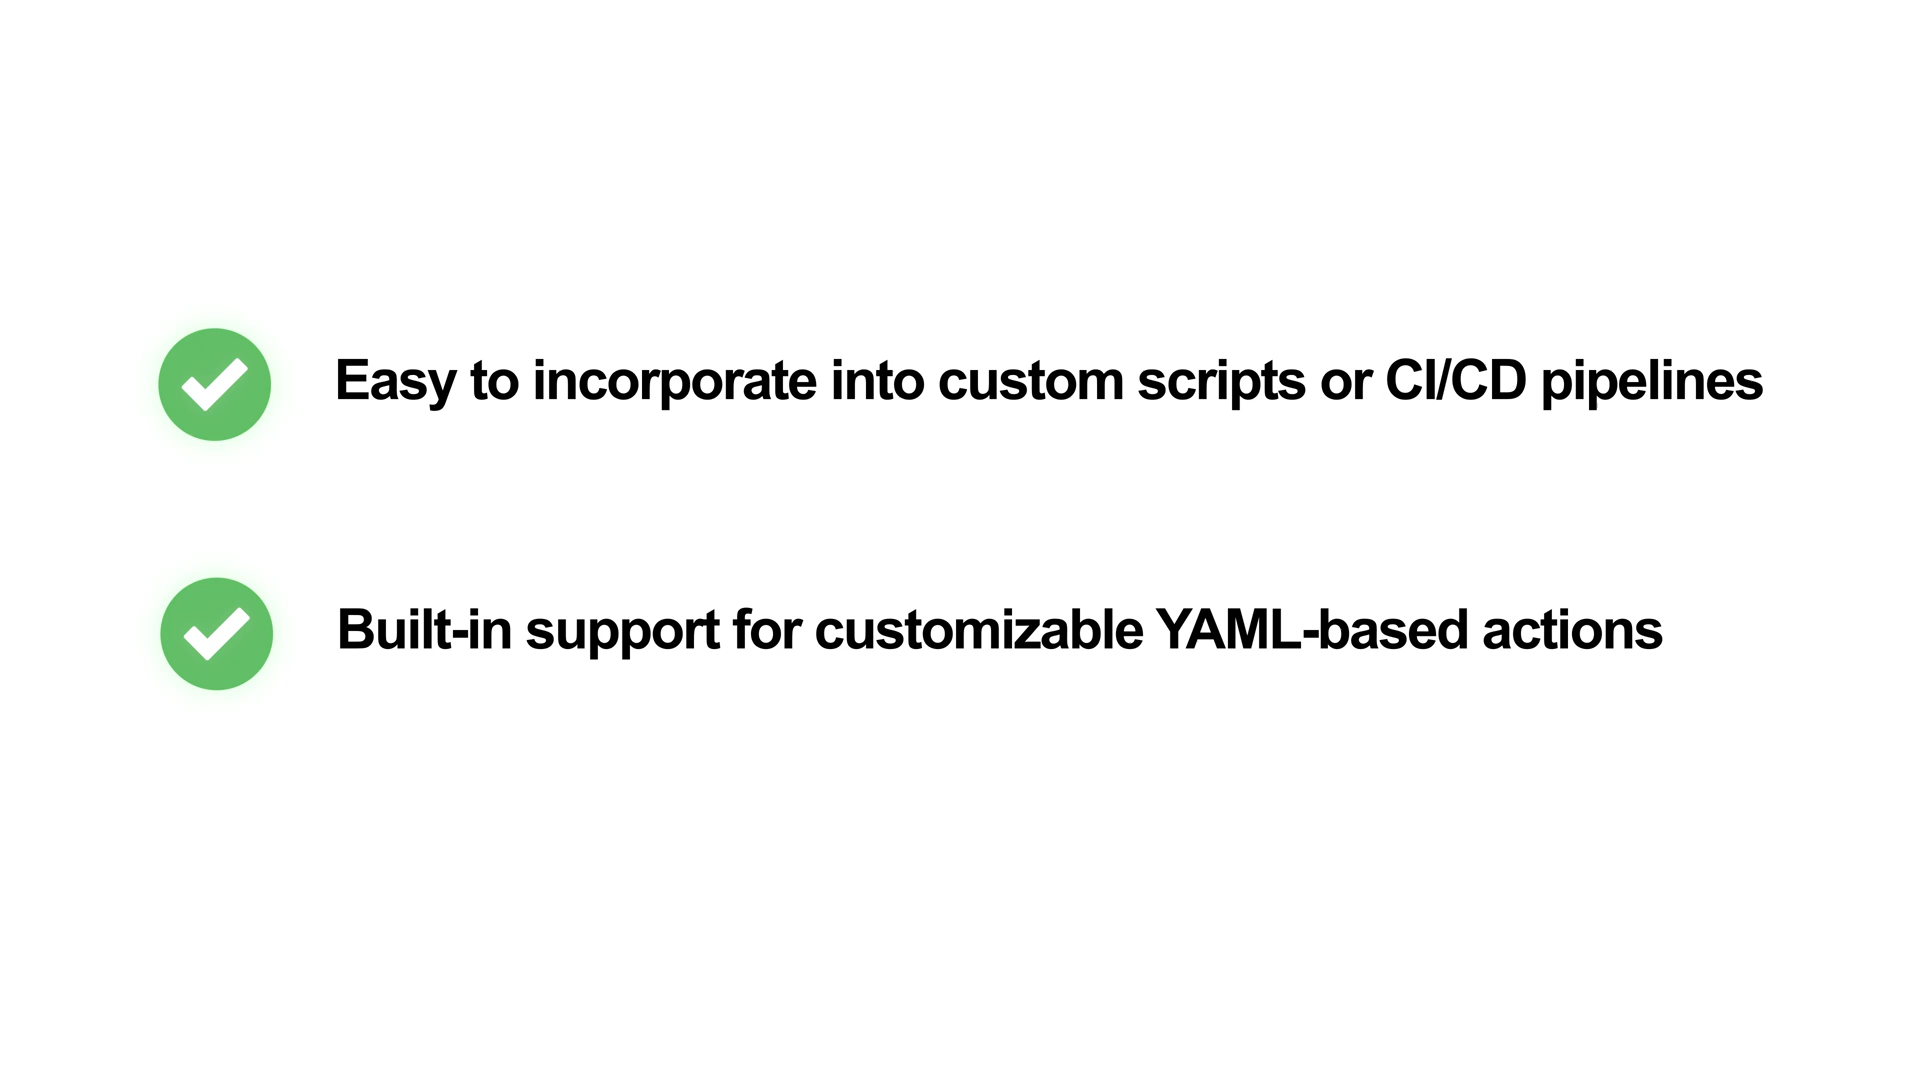 Easy to incorporate into custom scripts or CI/CD pipelines
Built-in support for customizable YAML-based actions